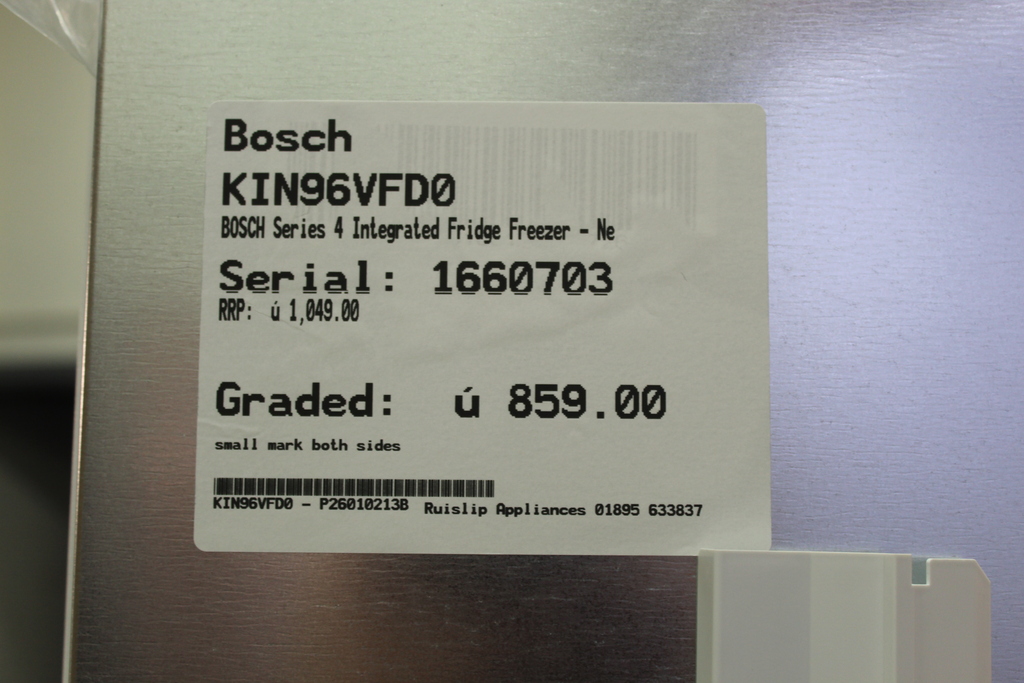 Bosch
KIN96VFD0
BOSCH Series 4 Integrated Fridge Freezer - Ne
Serial: 1660703
RRP: ú 1,049.00
Graded: ú 859.00
small mark both sides
KIN96VFD0 - P26010213B Ruislip Appliances 01895 633837